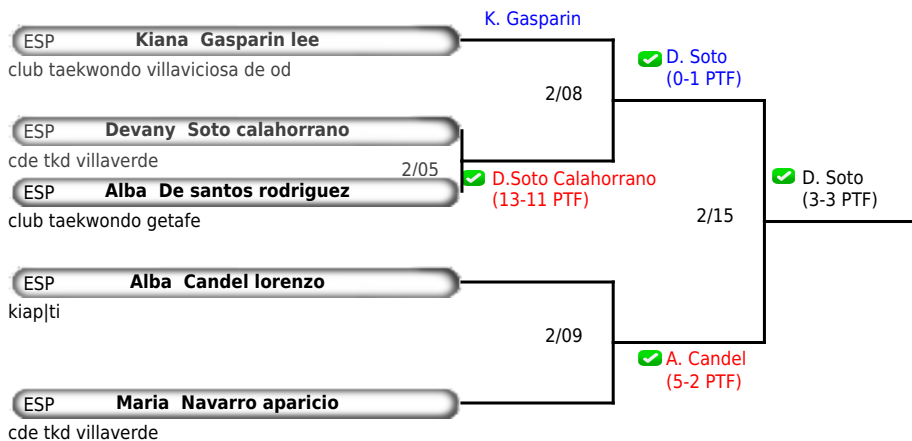 K. Gasparin
ESP Kiana Gasparin lee
club taekwondo villaviciosa de od
D. Soto
(0-1 PTF)
2/08
ESP Devany Soto calahorrano
cde tkd villaverde
2/05
D.Soto Calahorrano
(13-11 PTF)
ESP Alba De santos rodriguez
club taekwondo getafe
D. Soto
(3-3 PTF)
2/15
ESP Alba Candel lorenzo
kiap|ti
2/09
A. Candel
(5-2 PTF)
ESP Maria Navarro aparicio
cde tkd villaverde